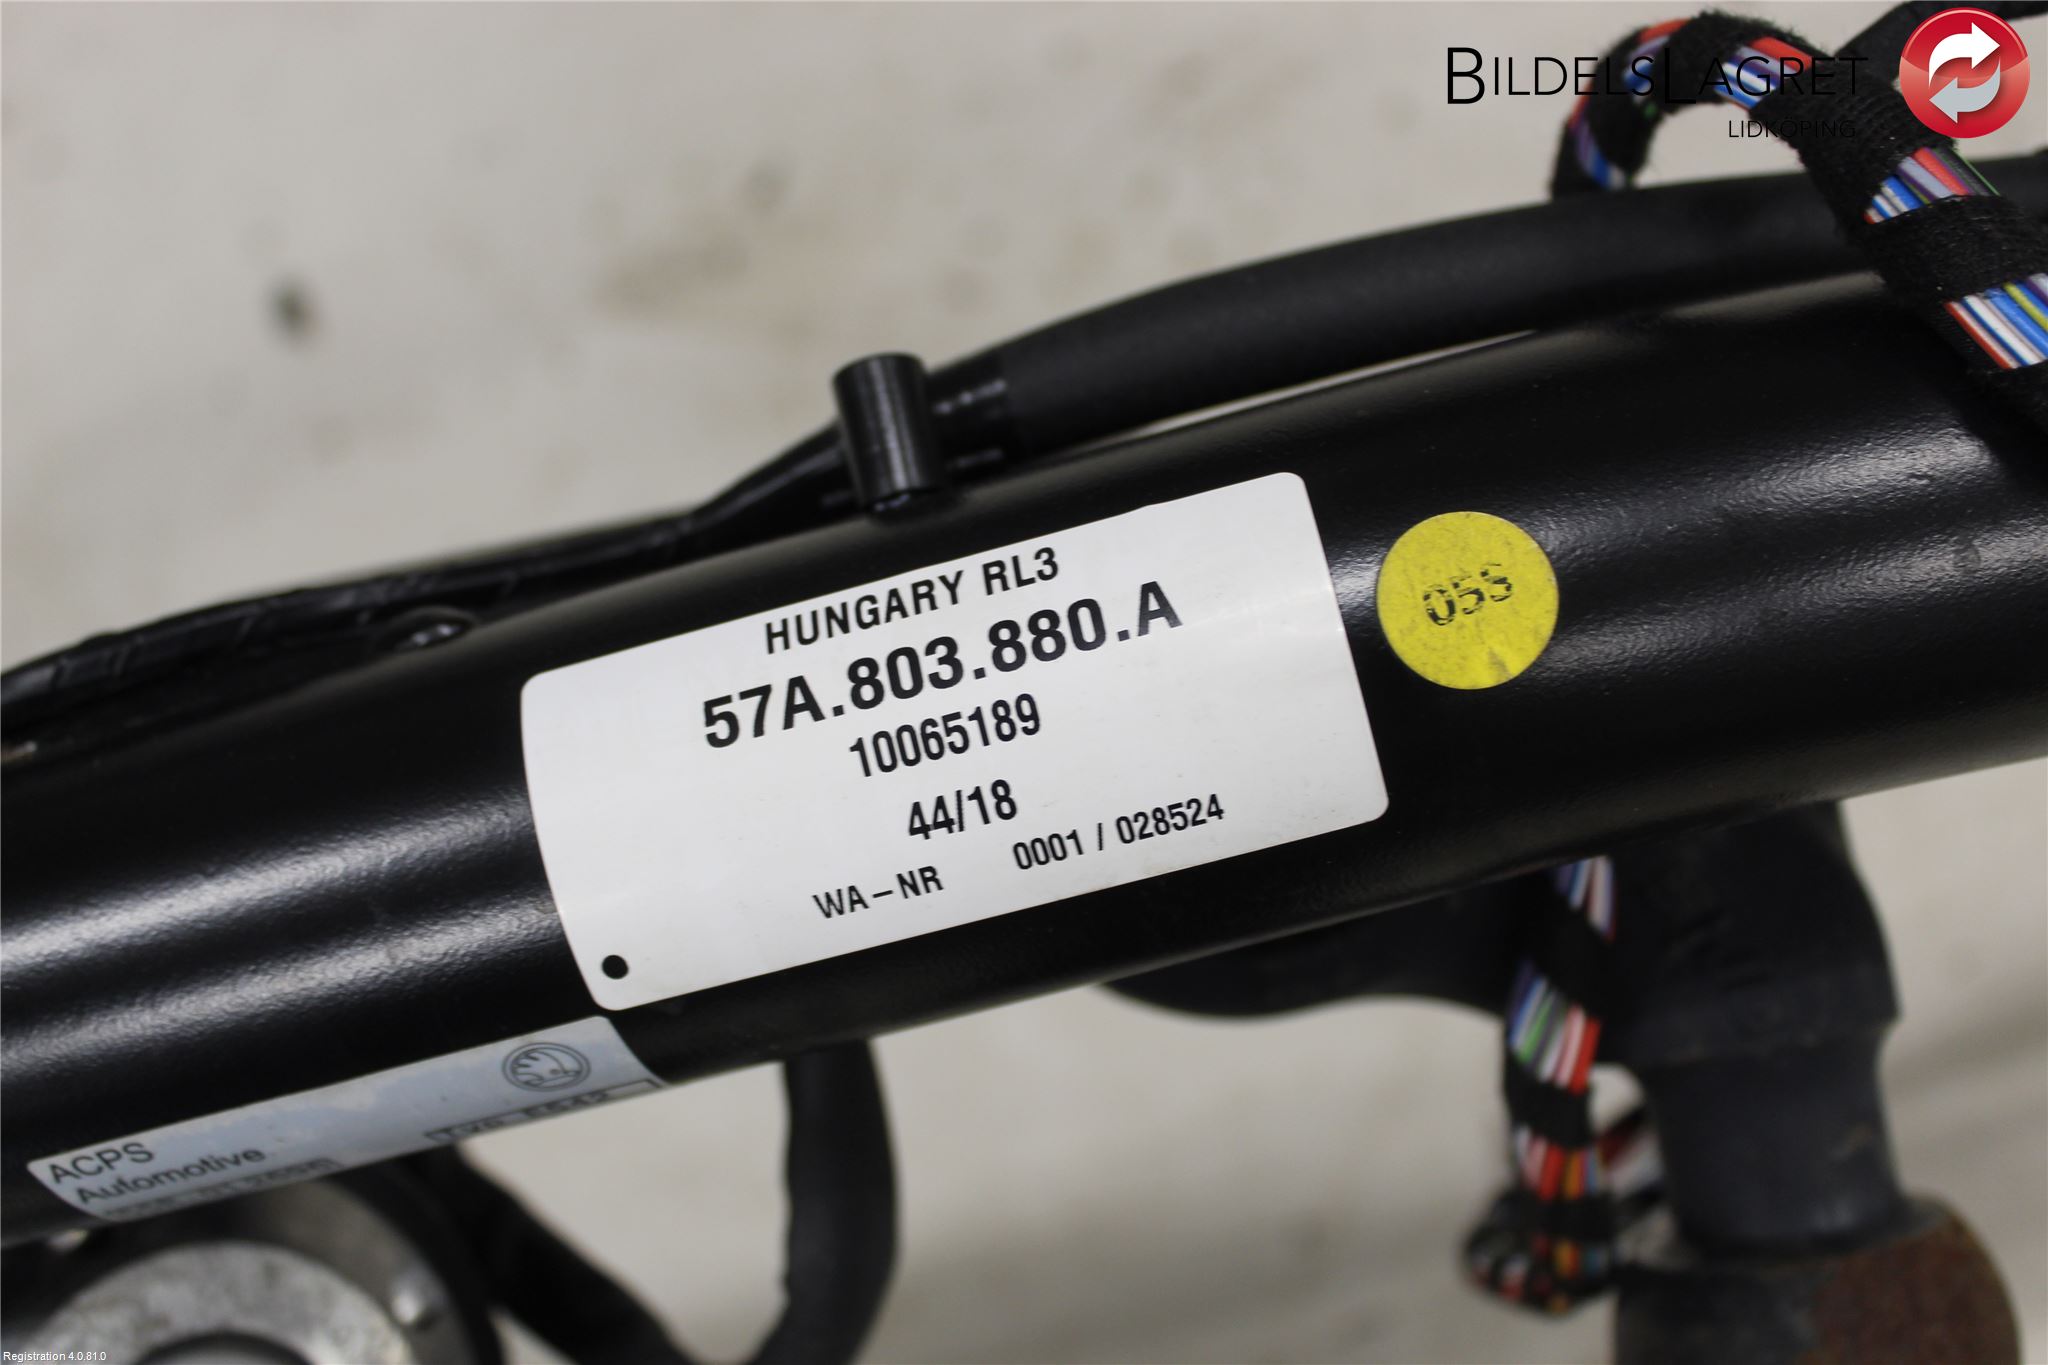 BILDELSLAGRET
LIDKÖPING
HUNGARY RL3
57A.803.880.A
10065189
44/18
WA-NR 0001 / 028524
05S
ACPS
Automotive
Registration 4.0.81.0